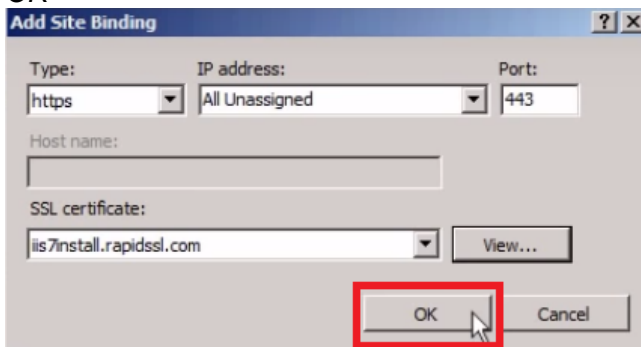 OK
Add Site Binding
Type: IP address: Port:
https All Unassigned 443
Host name:
SSL certificate:
iis7install.rapidssl.com View...
OK Cancel